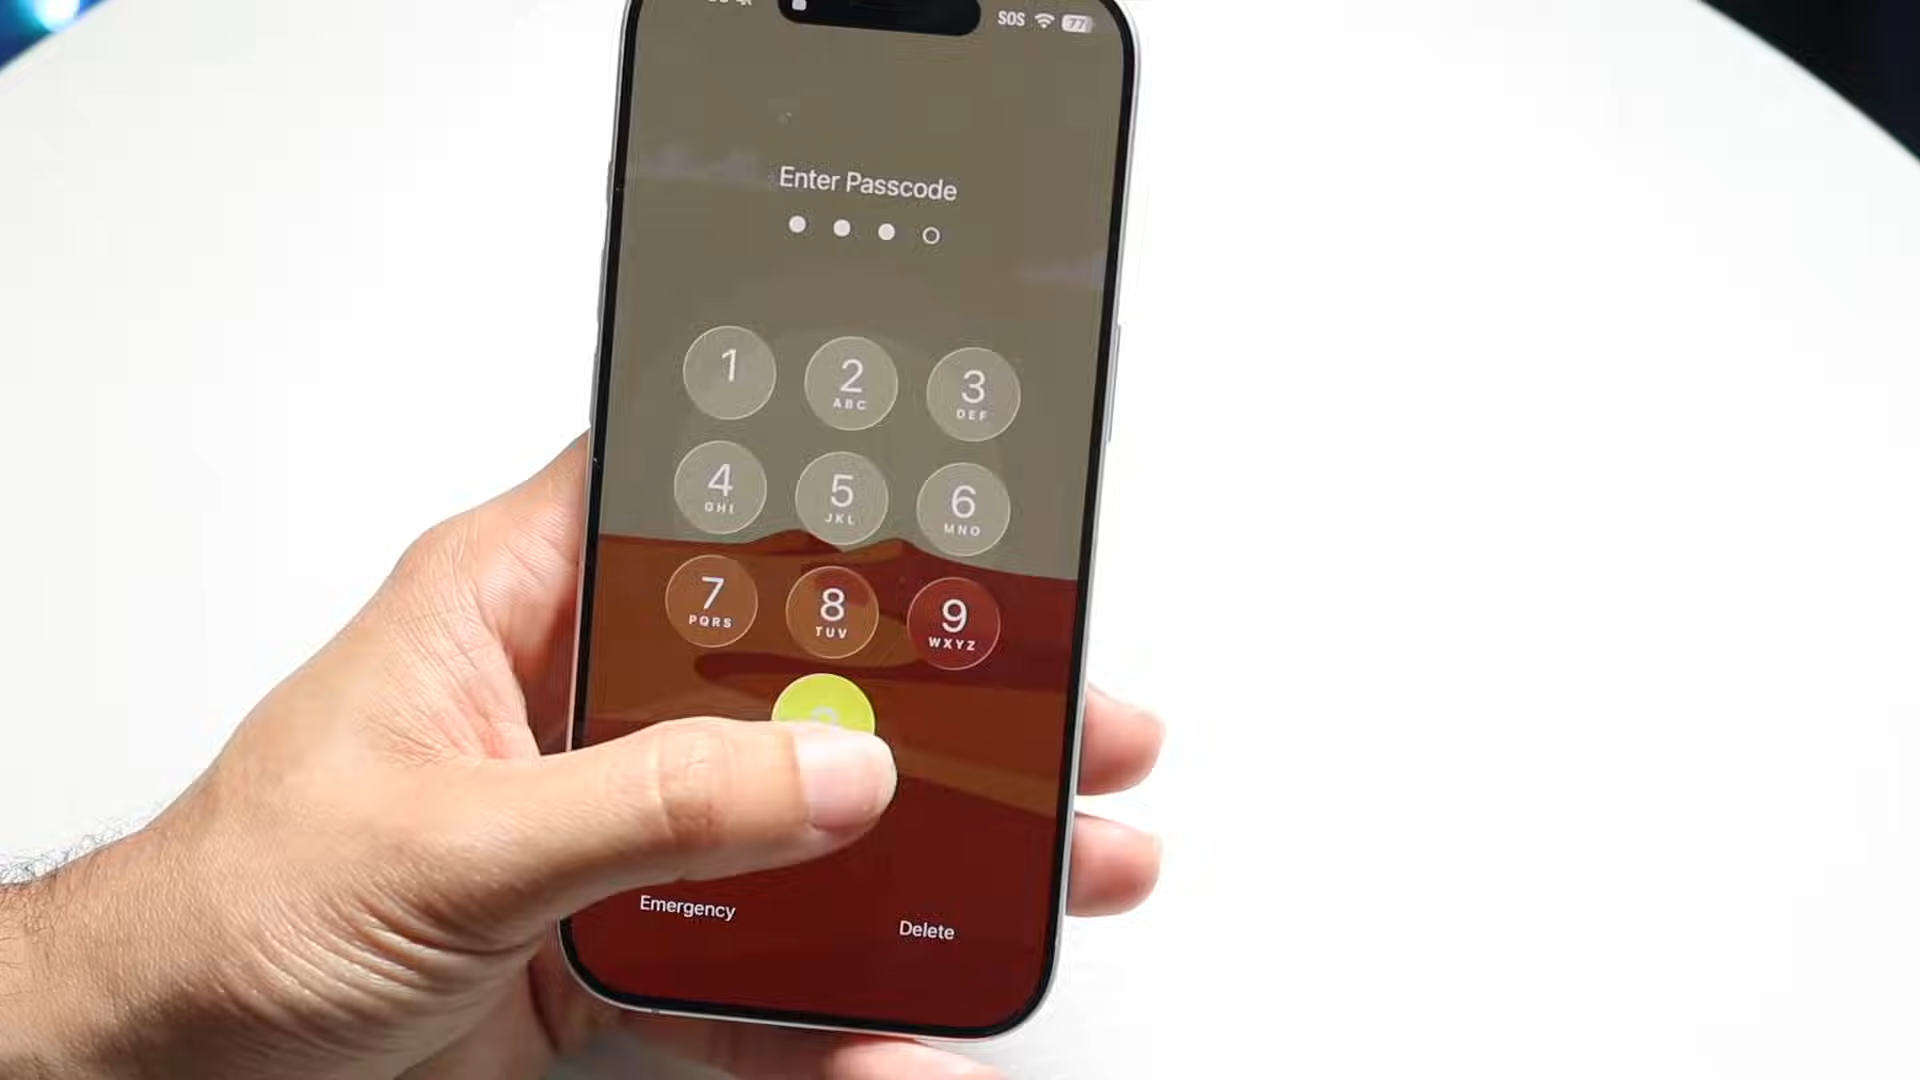 SOS 77
Enter Passcode
1 2 3
ABC DEF
4 5 6
GHI JKL MNO
7 8 9
PQRS TUV WXYZ
Emergency
Delete